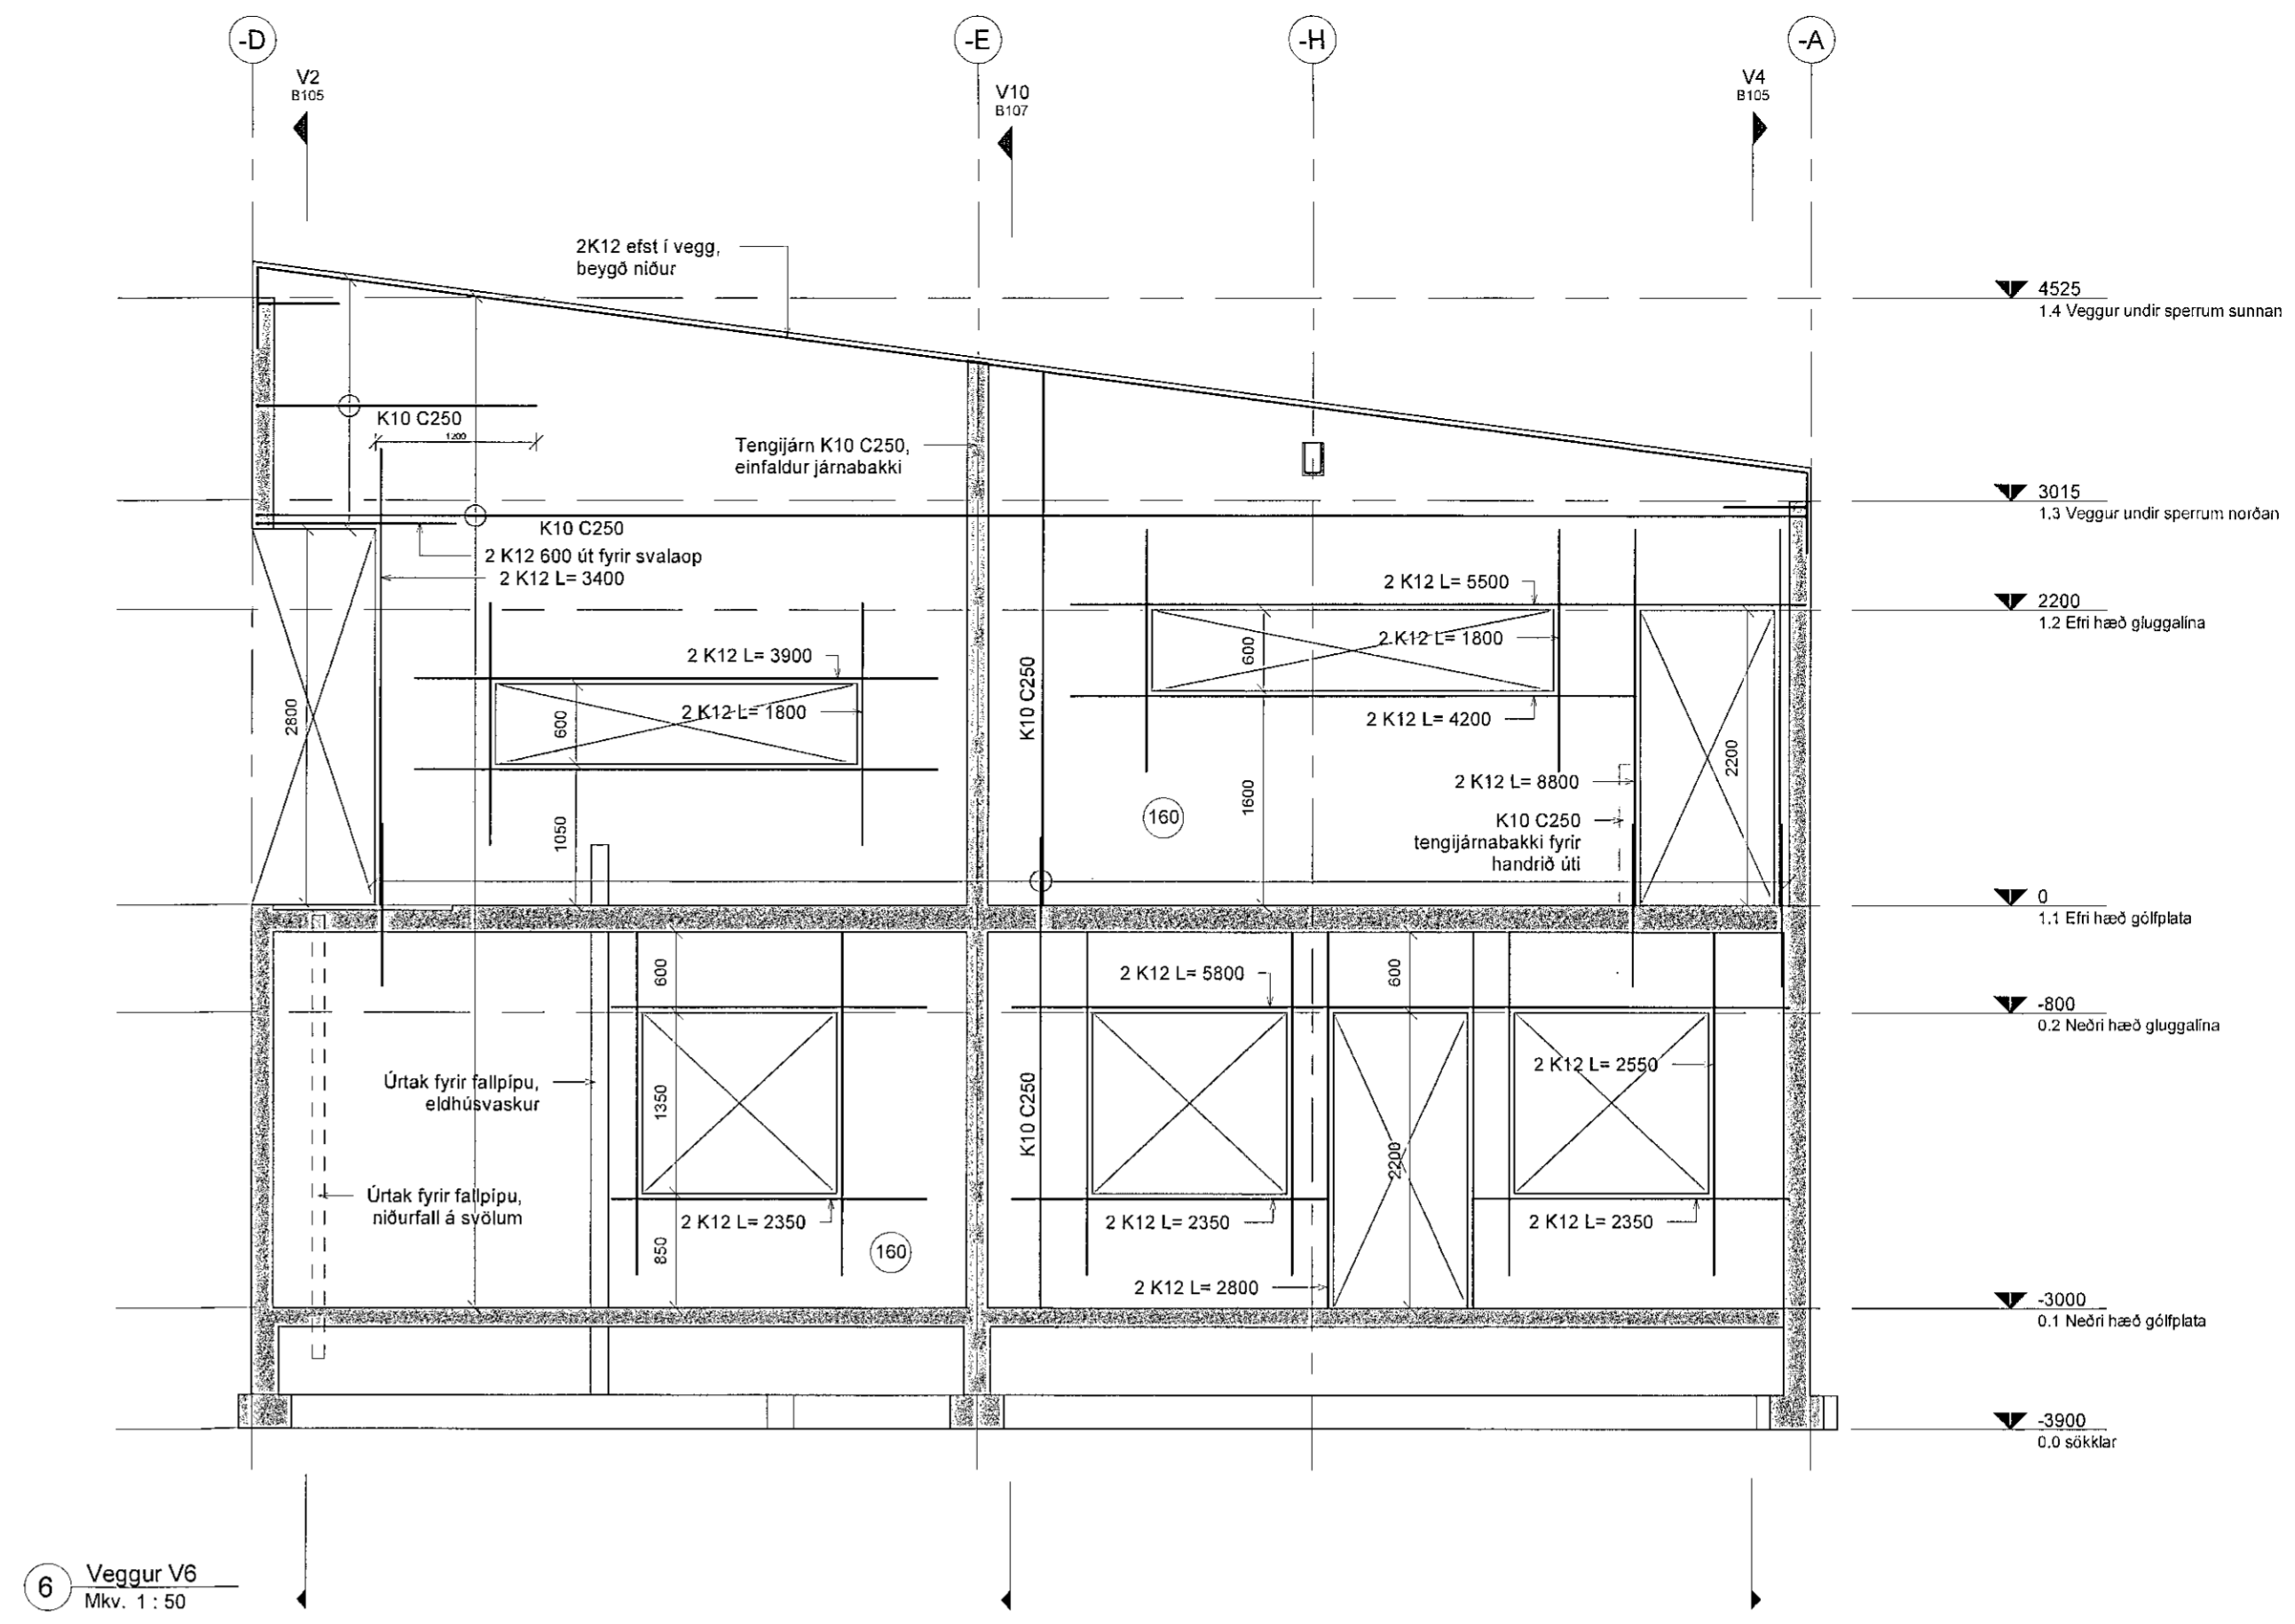 -D
-E
-H
-A
V2
B105
V10
B107
V4
B105
2K12 efst í vegg,
beygð niður
4525
1.4 Veggur undir sperrum sunnan
K10 C250
1200
Tengijárn K10 C250,
einfaldur járnabakki
3015
1.3 Veggur undir sperrum norðan
K10 C250
2 K12 600 út fyrir svalaop
2 K12 L= 3400
2 K12 L= 5500
2200
1.2 Efri hæð gluggalína
2 K12 L= 3900
600
2 K12 L= 1800
2800
600
2 K12 L= 1800
K10 C250
2 K12 L= 4200
2200
2 K12 L= 8800
1050
1600
160
K10 C250
tengijárnabakki fyrir
handrið úti
0
1.1 Efri hæð gólfplata
600
2 K12 L= 5800
600
-800
0.2 Neðri hæð gluggalína
2 K12 L= 2550
Úrtak fyrir fallpípu,
eldhúsvaskur
1350
K10 C250
2200
Úrtak fyrir fallpípu,
niðurfall á svölum
2 K12 L= 2350
2 K12 L= 2350
2 K12 L= 2350
850
160
2 K12 L= 2800
-3000
0.1 Neðri hæð gólfplata
-3900
0.0 sökklar
6
Veggur V6
Mkv. 1 : 50